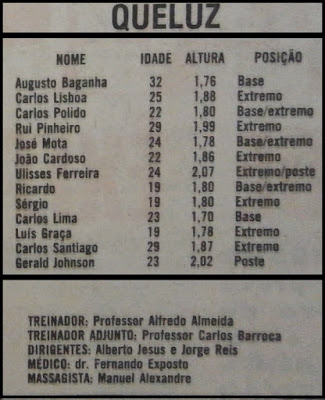 QUELUZ
NOME IDADE ALTURA POSIÇÃO
Augusto Baganha 32 1,76 Base
Carlos Lisboa 25 1,88 Extremo
Carlos Polido 22 1,80 Base/extremo
Rui Pinheiro 29 1,99 Extremo
José Mota 24 1,78 Base/extremo
João Cardoso 22 1,86 Extremo
Ulisses Ferreira 24 2,07 Extremo/poste
Ricardo 19 1,80 Base/extremo
Sérgio 19 1,80 Extremo
Carlos Lima 23 1,70 Base
Luís Graça 19 1,78 Extremo
Carlos Santiago 29 1,87 Extremo
Gerald Johnson 23 2,02 Poste
TREINADOR: Professor Alfredo Almeida
TREINADOR ADJUNTO: Professor Carlos Barroca
DIRIGENTES: Alberto Jesus e Jorge Reis
MÉDICO: dr. Fernando Exposto
MASSAGISTA: Manuel Alexandre